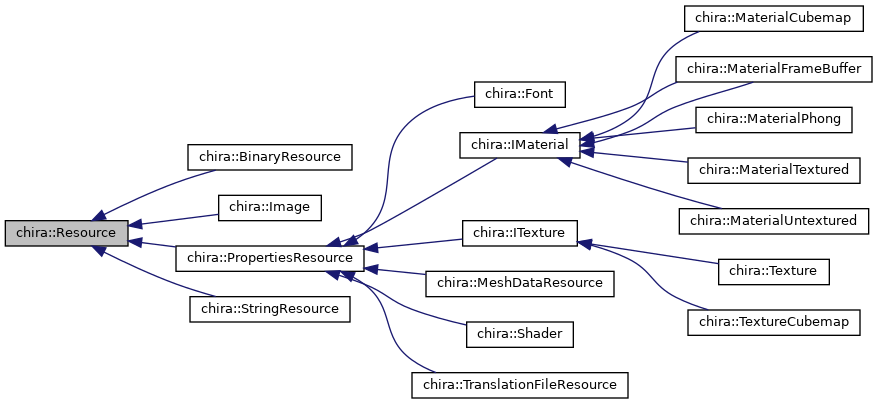 chira::MaterialCubemap
chira::MaterialFrameBuffer
chira::Font
chira::MaterialPhong
chira::IMaterial
chira::BinaryResource
chira::MaterialTextured
chira::Image
chira::MaterialUntextured
chira::Resource
chira::ITexture
chira::PropertiesResource
chira::Texture
chira::MeshDataResource
chira::StringResource
chira::TextureCubemap
chira::Shader
chira::TranslationFileResource